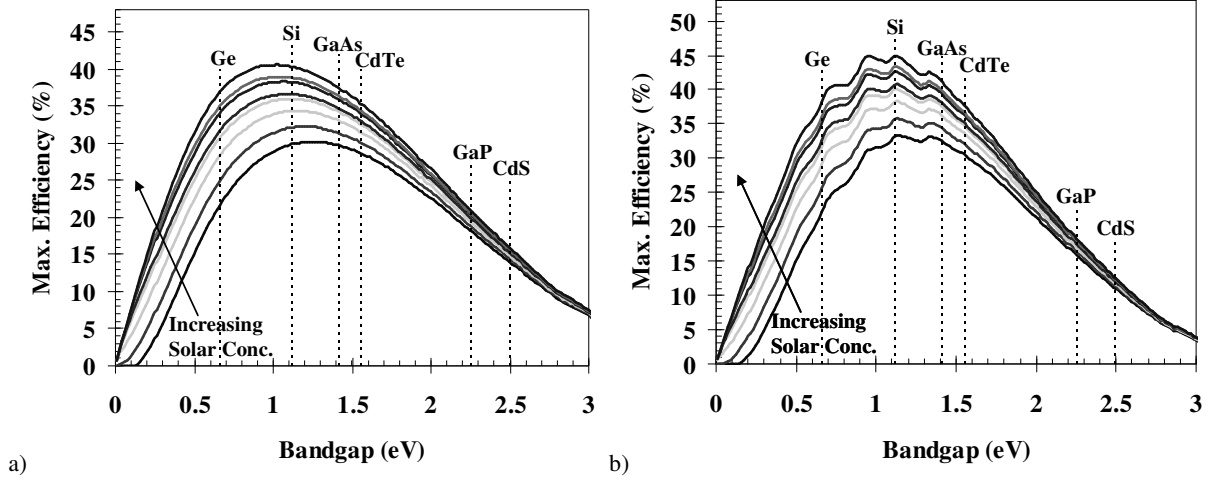 45
40
35
30
25
20
15
10
5
0
Max. Efficiency (%)
Ge
Si
GaAs
CdTe
GaP
CdS
Increasing
Solar Conc.
0 0.5 1 1.5 2 2.5 3
Bandgap (eV)
a)
50
45
40
35
30
25
20
15
10
5
0
Max. Efficiency (%)
Ge
Si
GaAs
CdTe
GaP
CdS
Increasing
Solar Conc.
0 0.5 1 1.5 2 2.5 3
Bandgap (eV)
b)